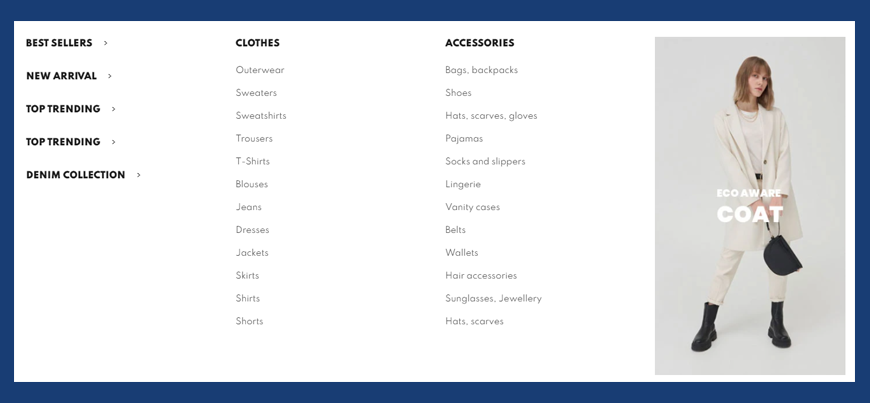 BEST SELLERS >
NEW ARRIVAL >
TOP TRENDING >
TOP TRENDING >
DENIM COLLECTION >
CLOTHES
Outerwear
Sweaters
Sweatshirts
Trousers
T-Shirts
Blouses
Jeans
Dresses
Jackets
Skirts
Shirts
Shorts
ACCESSORIES
Bags, backpacks
Shoes
Hats, scarves, gloves
Pajamas
Socks and slippers
Lingerie
Vanity cases
Belts
Wallets
Hair accessories
Sunglasses, Jewellery
Hats, scarves
ECO AWARE
COAT